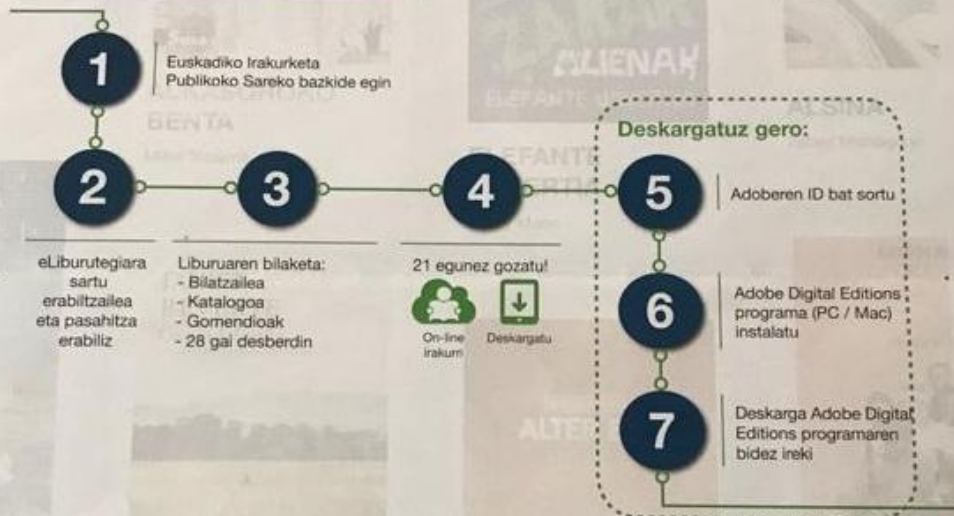 1
Euskadiko Irakurketa
Publikoko Sareko bazkide egin
2
eLiburutegiara
sartu
erabiltzailea
eta pasahitza
erabiliz
3
Liburuaren bilaketa:
- Bilatzailea
- Katalogoa
- Gomendioak
- 28 gai desberdin
4
21 egunez gozatu!
On-line
irakurri
Deskargatu
Deskargatuz gero:
5
Adoberen ID bat sortu
6
Adobe Digital Editions
programa (PC / Mac)
instalatu
7
Deskarga Adobe Digital
Editions programaren
bidez ireki
BENTA
ALIENAK
ELEFANTE
ALSINA